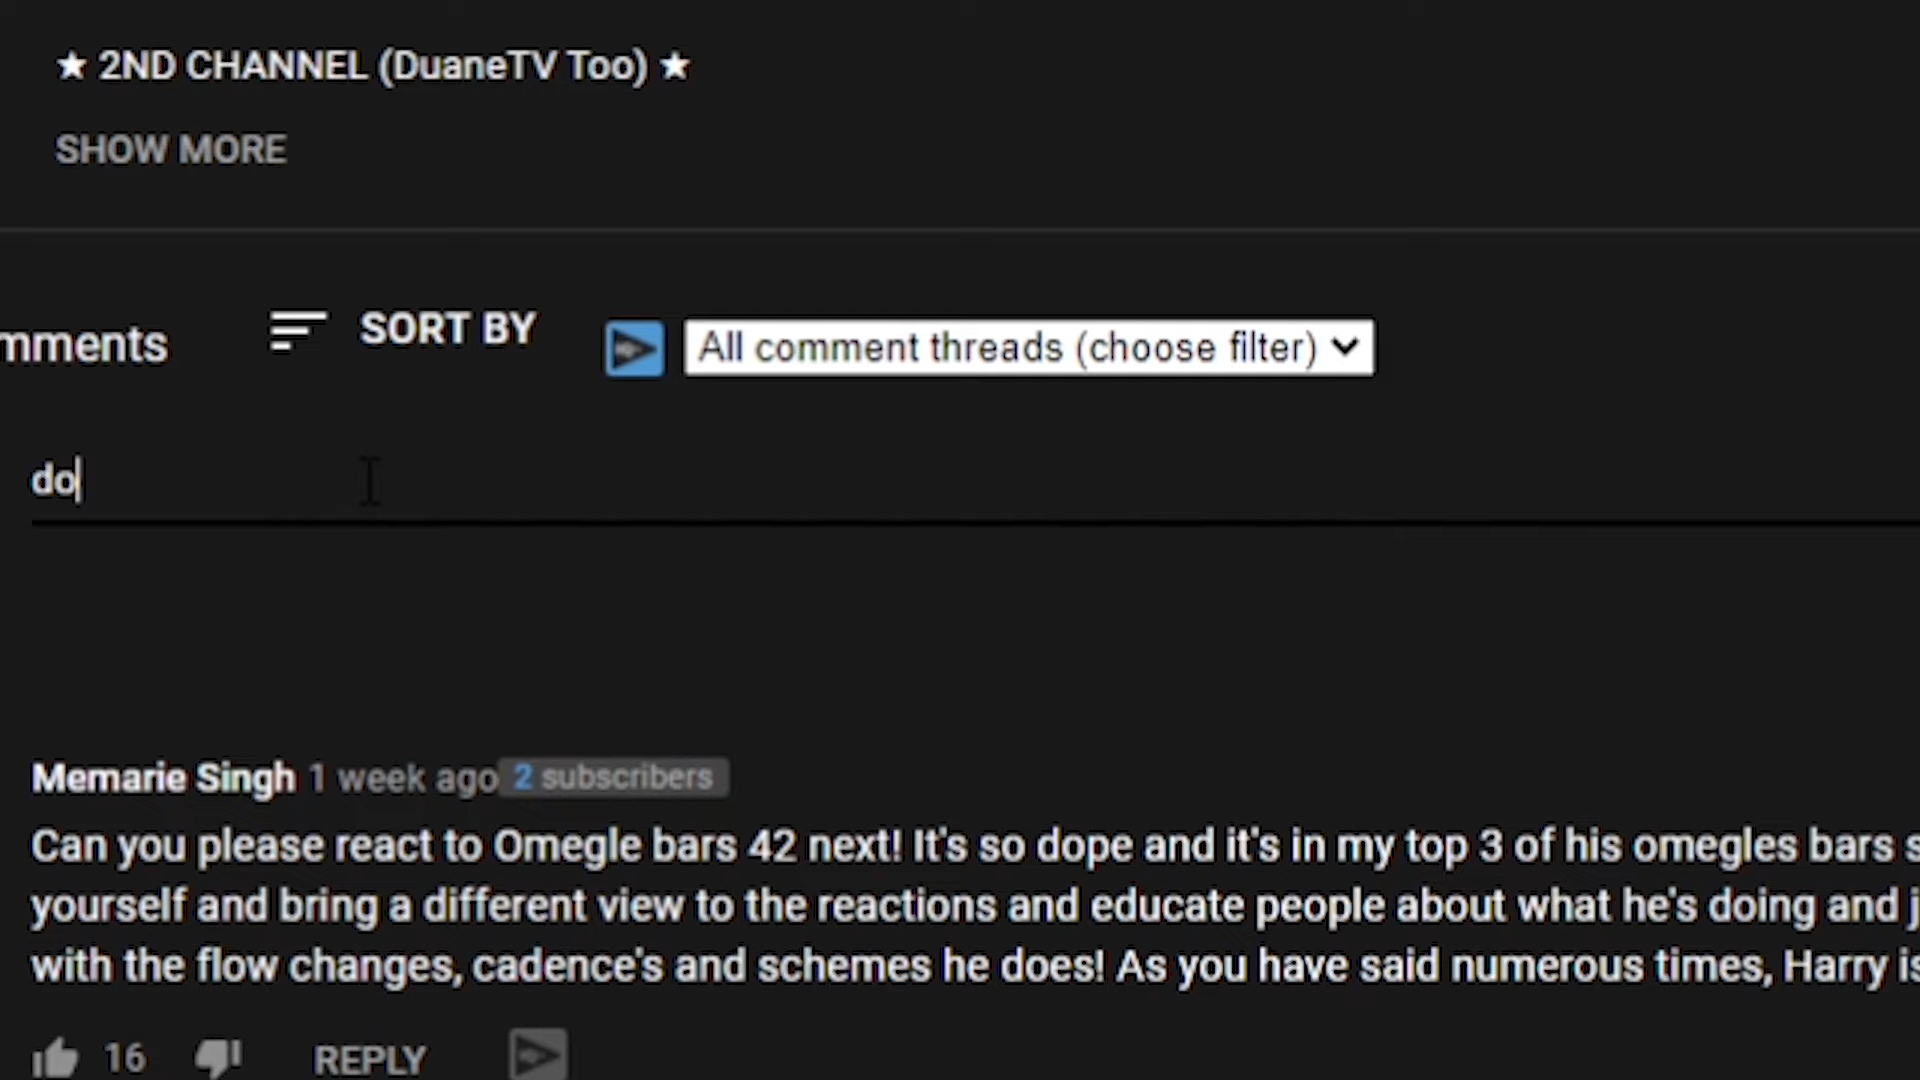 ★ 2ND CHANNEL (DuaneTV Too) ★
SHOW MORE
mments SORT BY All comment threads (choose filter)
do
Memarie Singh 1 week ago 2 subscribers
Can you please react to Omegle bars 42 next! It's so dope and it's in my top 3 of his omegles bars s
yourself and bring a different view to the reactions and educate people about what he's doing and j
with the flow changes, cadence's and schemes he does! As you have said numerous times, Harry is
16 REPLY